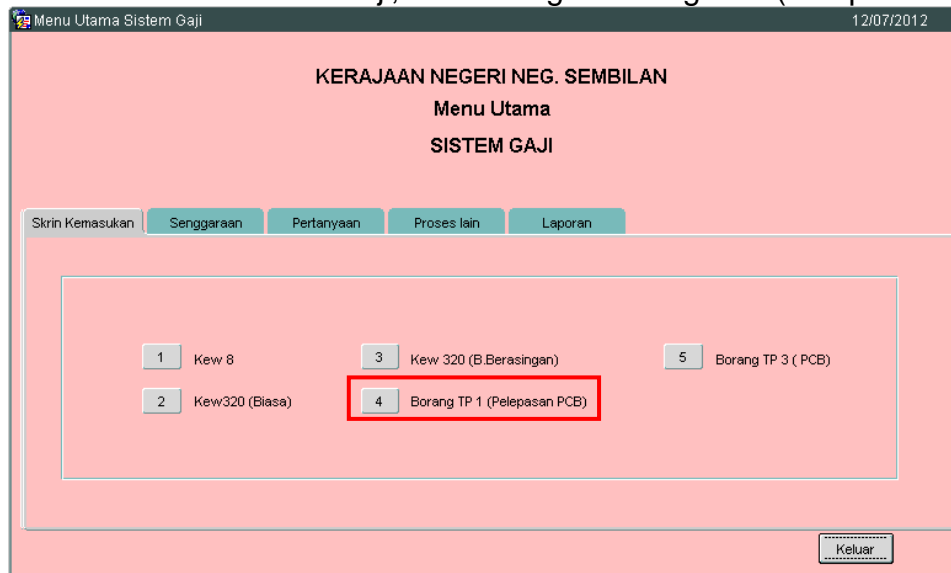 Menu Utama Sistem Gaji 12/07/2012
KERAJAAN NEGERI NEG. SEMBILAN
Menu Utama
SISTEM GAJI
Skrin Kemasukan Senggaraan Pertanyaan Proses lain Laporan
1 Kew 8 3 Kew 320 (B.Berasingan) 5 Borang TP 3 ( PCB)
2 Kew320 (Biasa) 4 Borang TP 1 (Pelepasan PCB)
Keluar